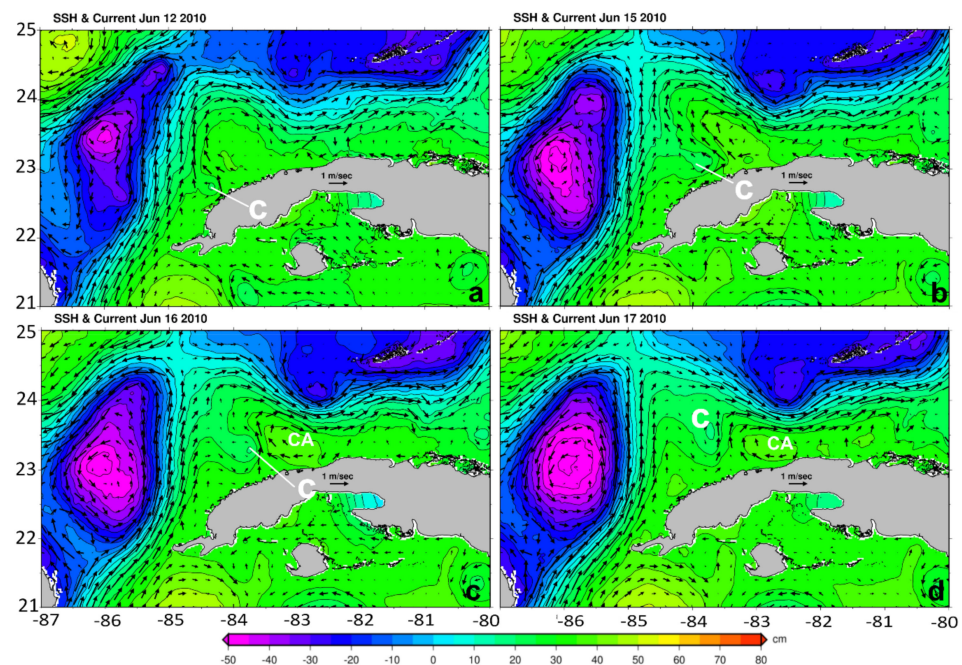 SSH & Current Jun 12 2010
SSH & Current Jun 15 2010
25
24
23
22
21
1 m/sec
C
a
1 m/sec
C
b
SSH & Current Jun 16 2010
SSH & Current Jun 17 2010
25
24
23
22
21
CA
1 m/sec
C
c
C
CA
1 m/sec
d
-87 -86 -85 -84 -83 -82 -81 -80
-86 -85 -84 -83 -82 -81 -80
-50 -40 -30 -20 -10 0 10 20 30 40 50 60 70 80
cm